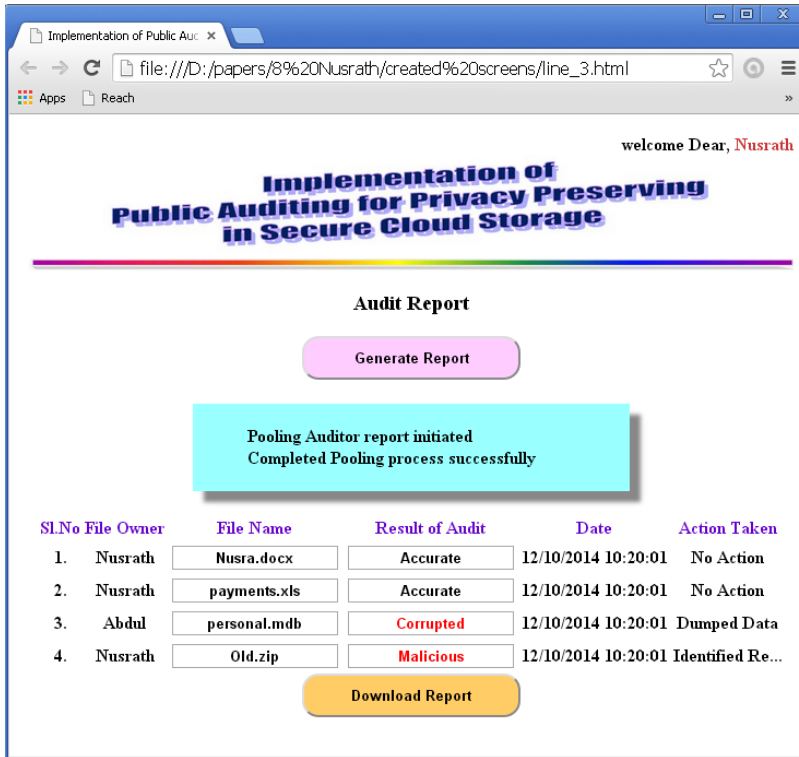 Implementation of Public Auc
file:///D:/papers/8%20Nusrath/created%20screens/line_3.html
Apps Reach »
welcome Dear, Nusrath
Implementation of
Public Auditing for Privacy Preserving
in Secure Cloud Storage
Audit Report
Generate Report
Pooling Auditor report initiated
Completed Pooling process successfully
Sl.No File Owner File Name Result of Audit Date Action Taken
1. Nusrath Nusra.docx Accurate 12/10/2014 10:20:01 No Action
2. Nusrath payments.xls Accurate 12/10/2014 10:20:01 No Action
3. Abdul personal.mdb Corrupted 12/10/2014 10:20:01 Dumped Data
4. Nusrath Old.zip Malicious 12/10/2014 10:20:01 Identified Re...
Download Report